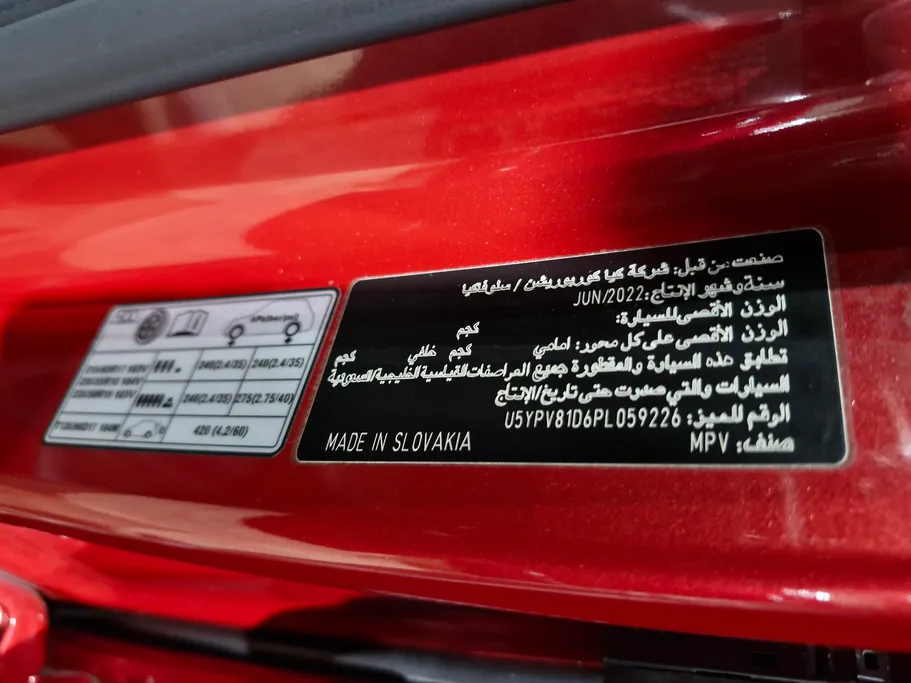 صنعت من قبل: شركة كيا كوربوريشن / سلوفاكيا
سنة وشهر الإنتاج: JUN/2022
الوزن الأقصى للسيارة: كجم
الوزن الأقصى على كل محور: امامي كجم خلفي كجم
تطابق هذه السيارة والمقطورة جميع المواصفات القياسية الخليجية/السعودية
السيارات والتي صدرت حتى تاريخ/الإنتاج
الرقم المميز: U5YPV81D6PL059226
صنف: MPV
MADE IN SLOVAKIA
kPa(bar/psi)
240(2.4/35) 240(2.4/35)
240(2.4/35) 275(2.75/40)
420 (4.2/60)